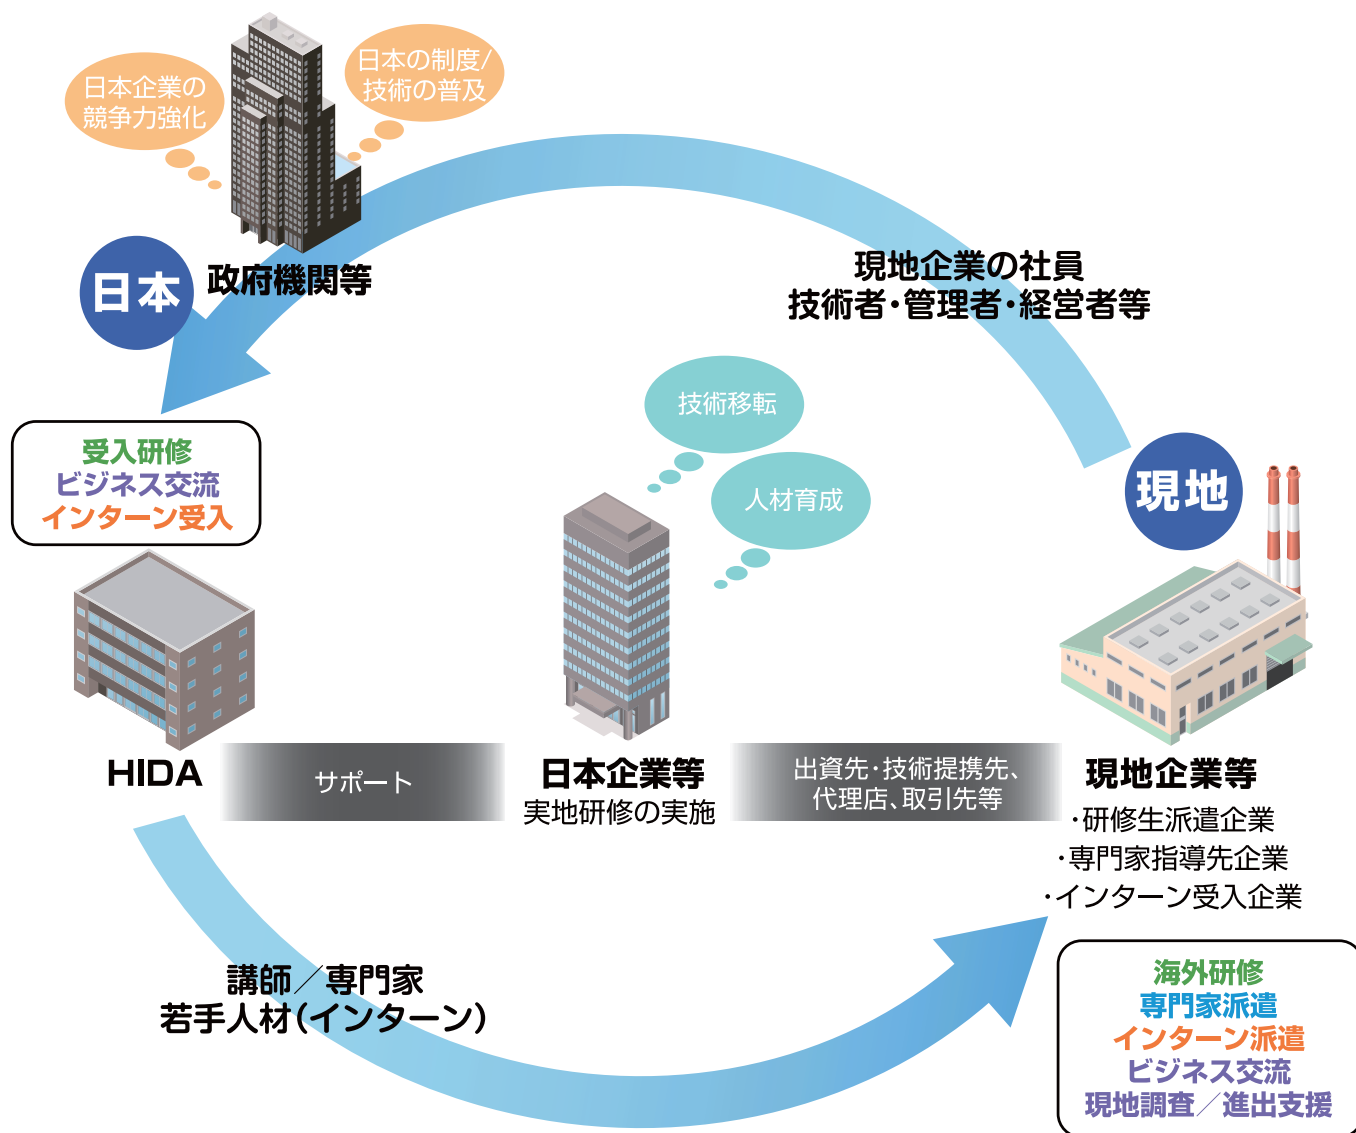 日本企業の
競争力強化
日本の制度/
技術の普及
日本
政府機関等
現地企業の社員
技術者・管理者・経営者等
技術移転
人材育成
現地
受入研修
ビジネス交流
インターン受入
HIDA
サポート
日本企業等
実地研修の実施
出資先・技術提携先、
代理店、取引先等
現地企業等
・研修生派遣企業
・専門家指導先企業
・インターン受入企業
講師／専門家
若手人材（インターン）
海外研修
専門家派遣
インターン派遣
ビジネス交流
現地調査／進出支援